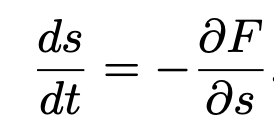 ds/dt = −∂F/∂s.